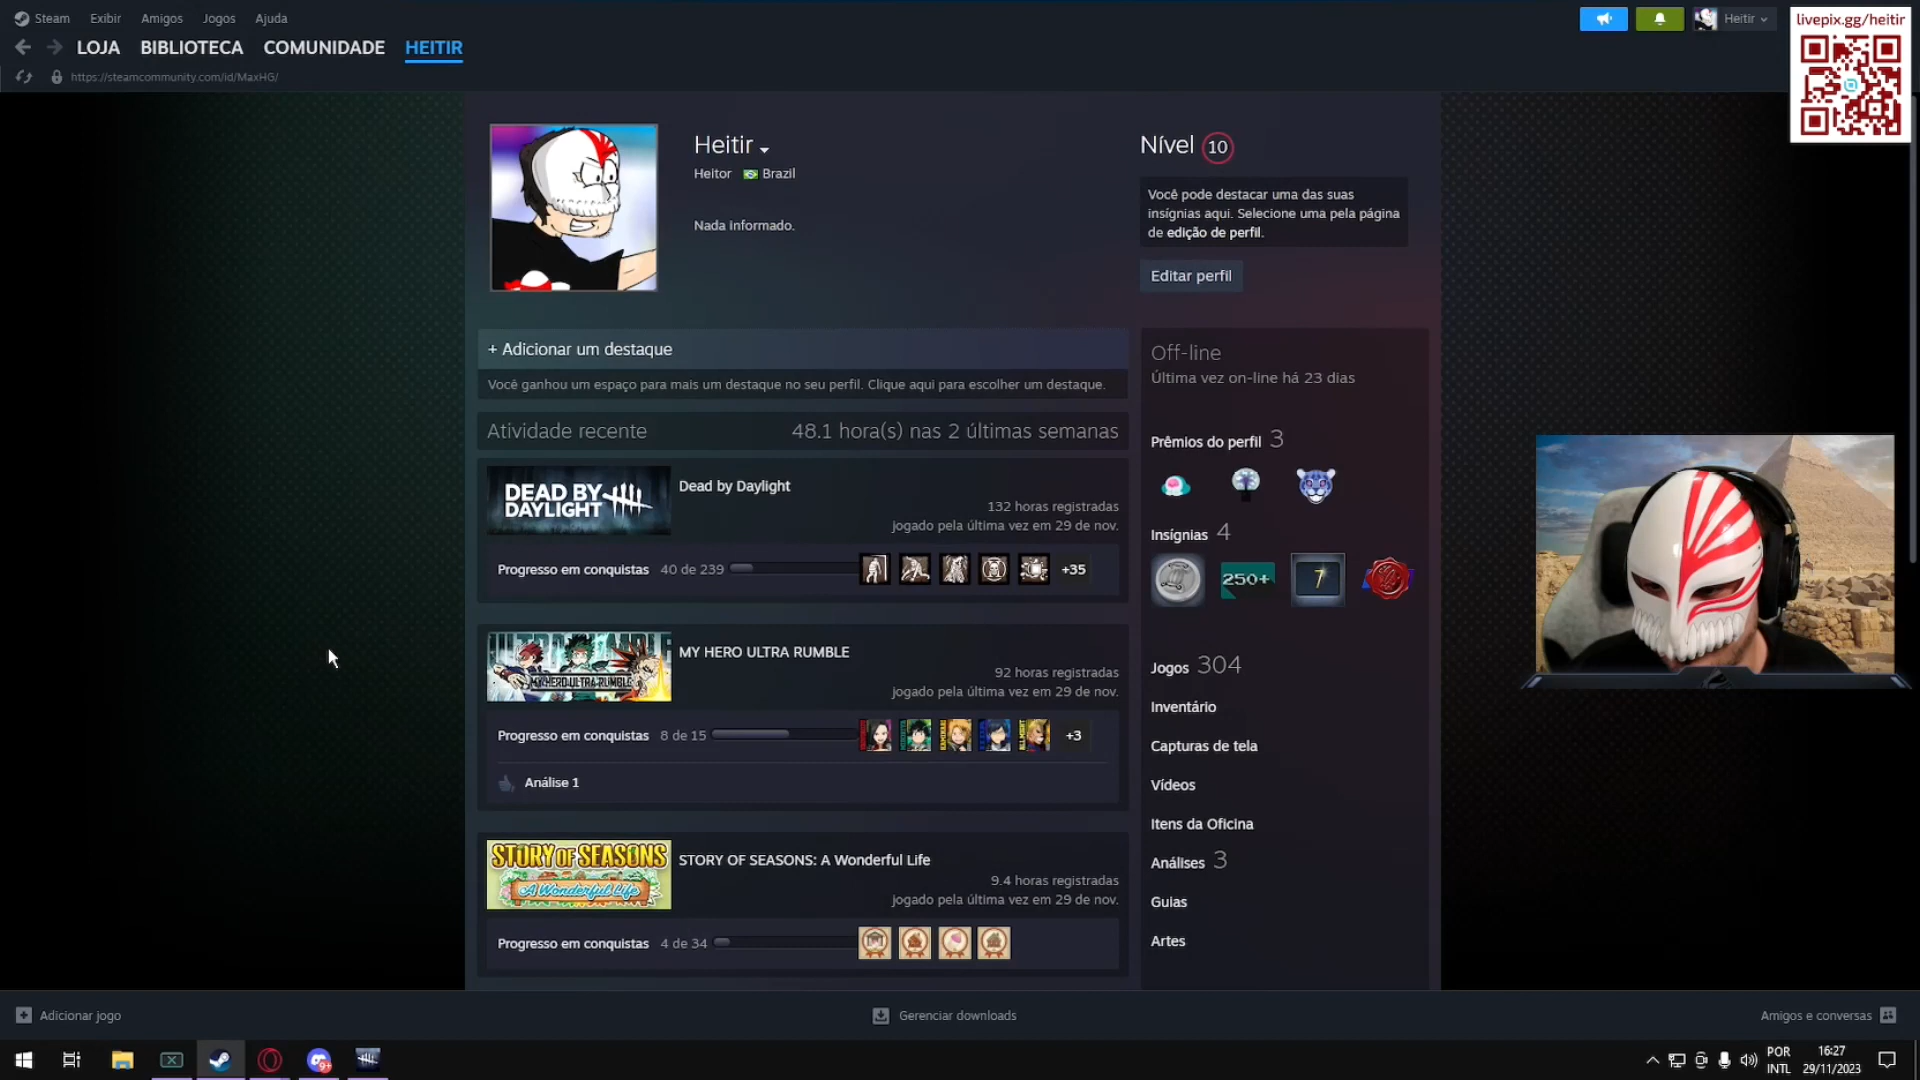 Steam Exibir Amigos Jogos Ajuda
Heitir
livepix.gg/heitir
LOJA BIBLIOTECA COMUNIDADE HEITIR
https://steamcommunity.com/id/MaxHG/
Heitir
Heitor Brazil
Nada informado.
Nível 10
Você pode destacar uma das suas
insígnias aqui. Selecione uma pela página
de edição de perfil.
Editar perfil
+ Adicionar um destaque
Você ganhou um espaço para mais um destaque no seu perfil. Clique aqui para escolher um destaque.
Atividade recente 48.1 hora(s) nas 2 últimas semanas
DEAD BY
DAYLIGHT
Dead by Daylight
132 horas registradas
jogado pela última vez em 29 de nov.
Progresso em conquistas 40 de 239 +35
MY HERO ULTRA RUMBLE
MY HERO ULTRA RUMBLE
92 horas registradas
jogado pela última vez em 29 de nov.
Progresso em conquistas 8 de 15 +3
Análise 1
STORY OF SEASONS
A Wonderful Life
STORY OF SEASONS: A Wonderful Life
9.4 horas registradas
jogado pela última vez em 29 de nov.
Progresso em conquistas 4 de 34
Off-line
Última vez on-line há 23 dias
Prêmios do perfil 3
Insígnias 4
250+
7
Jogos 304
Inventário
Capturas de tela
Vídeos
Itens da Oficina
Análises 3
Guias
Artes
Adicionar jogo
Gerenciar downloads
Amigos e conversas
9+
POR
INTL
16:27
29/11/2023